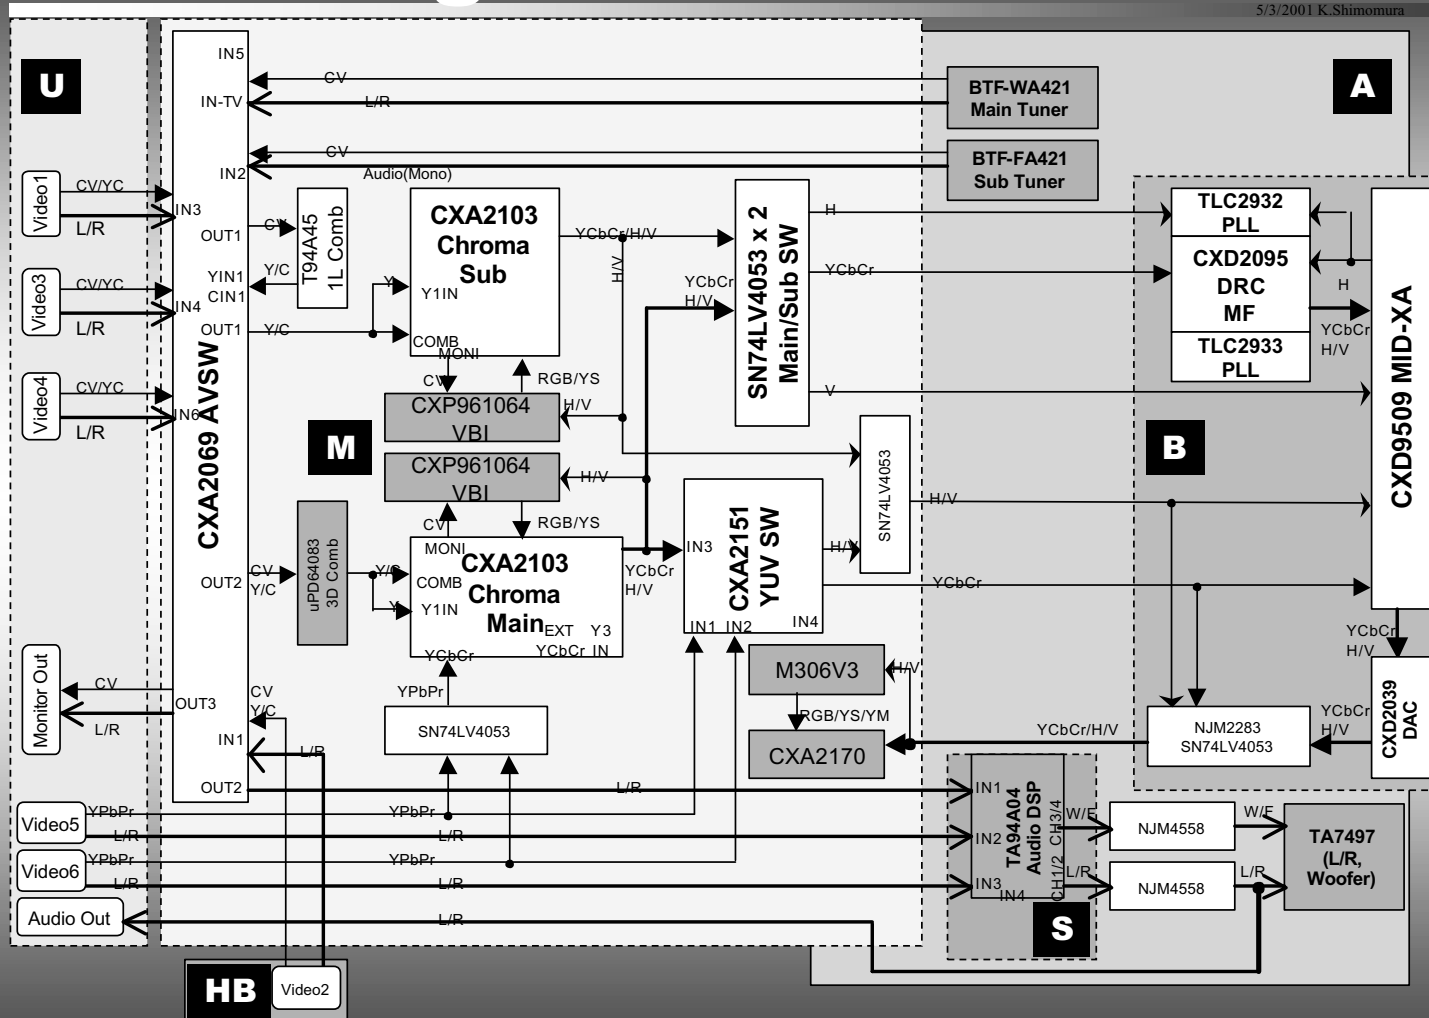 5/3/2001 K.Shimomura
U
A
IN5
CV
IN-TV
L/R
BTF-WA421
Main Tuner
CV
IN2
Audio(Mono)
BTF-FA421
Sub Tuner
Video1
CV/YC
L/R
IN3
Video3
CV/YC
L/R
IN4
Video4
CV/YC
L/R
IN6
CXA2069 AVSW
OUT1
CV
YIN1
CIN1
Y/C
T94A45
1L Comb
OUT1
Y/C
CXA2103
Chroma
Sub
Y
Y1IN
COMB
MONI
CV
RGB/YS
YCbCr/H/V
H/V
CXP961064
VBI
H/V
M
CXP961064
VBI
H/V
CV
RGB/YS
MONI
CXA2103
Chroma
Main
COMB
Y1IN
EXT
YCbCr
Y3
IN
YCbCr
H/V
OUT2
CV
Y/C
uPD64083
3D Comb
Y/C
Y
YCbCr
YPbPr
SN74LV4053
SN74LV4053 x 2
Main/Sub SW
YCbCr
H/V
H
YCbCr
V
TLC2932
PLL
CXD2095
DRC
MF
TLC2933
PLL
H
YCbCr
H/V
CXD9509 MID-XA
B
SN74LV4053
H/V
CXA2151
YUV SW
IN3
IN1
IN2
IN4
H/V
YCbCr
M306V3
H/V
RGB/YS/YM
CXA2170
YCbCr/H/V
NJM2283
SN74LV4053
YCbCr
H/V
YCbCr
H/V
CXD2039
DAC
Monitor Out
CV
L/R
OUT3
CV
Y/C
IN1
L/R
OUT2
L/R
Video5
YPbPr
L/R
YPbPr
L/R
Video6
YPbPr
L/R
YPbPr
L/R
Audio Out
L/R
IN1
IN2
IN3
IN4
TA94A04
Audio DSP
CH3/4
CH1/2
W/F
L/R
NJM4558
NJM4558
W/F
L/R
TA7497
(L/R,
Woofer)
S
HB
Video2